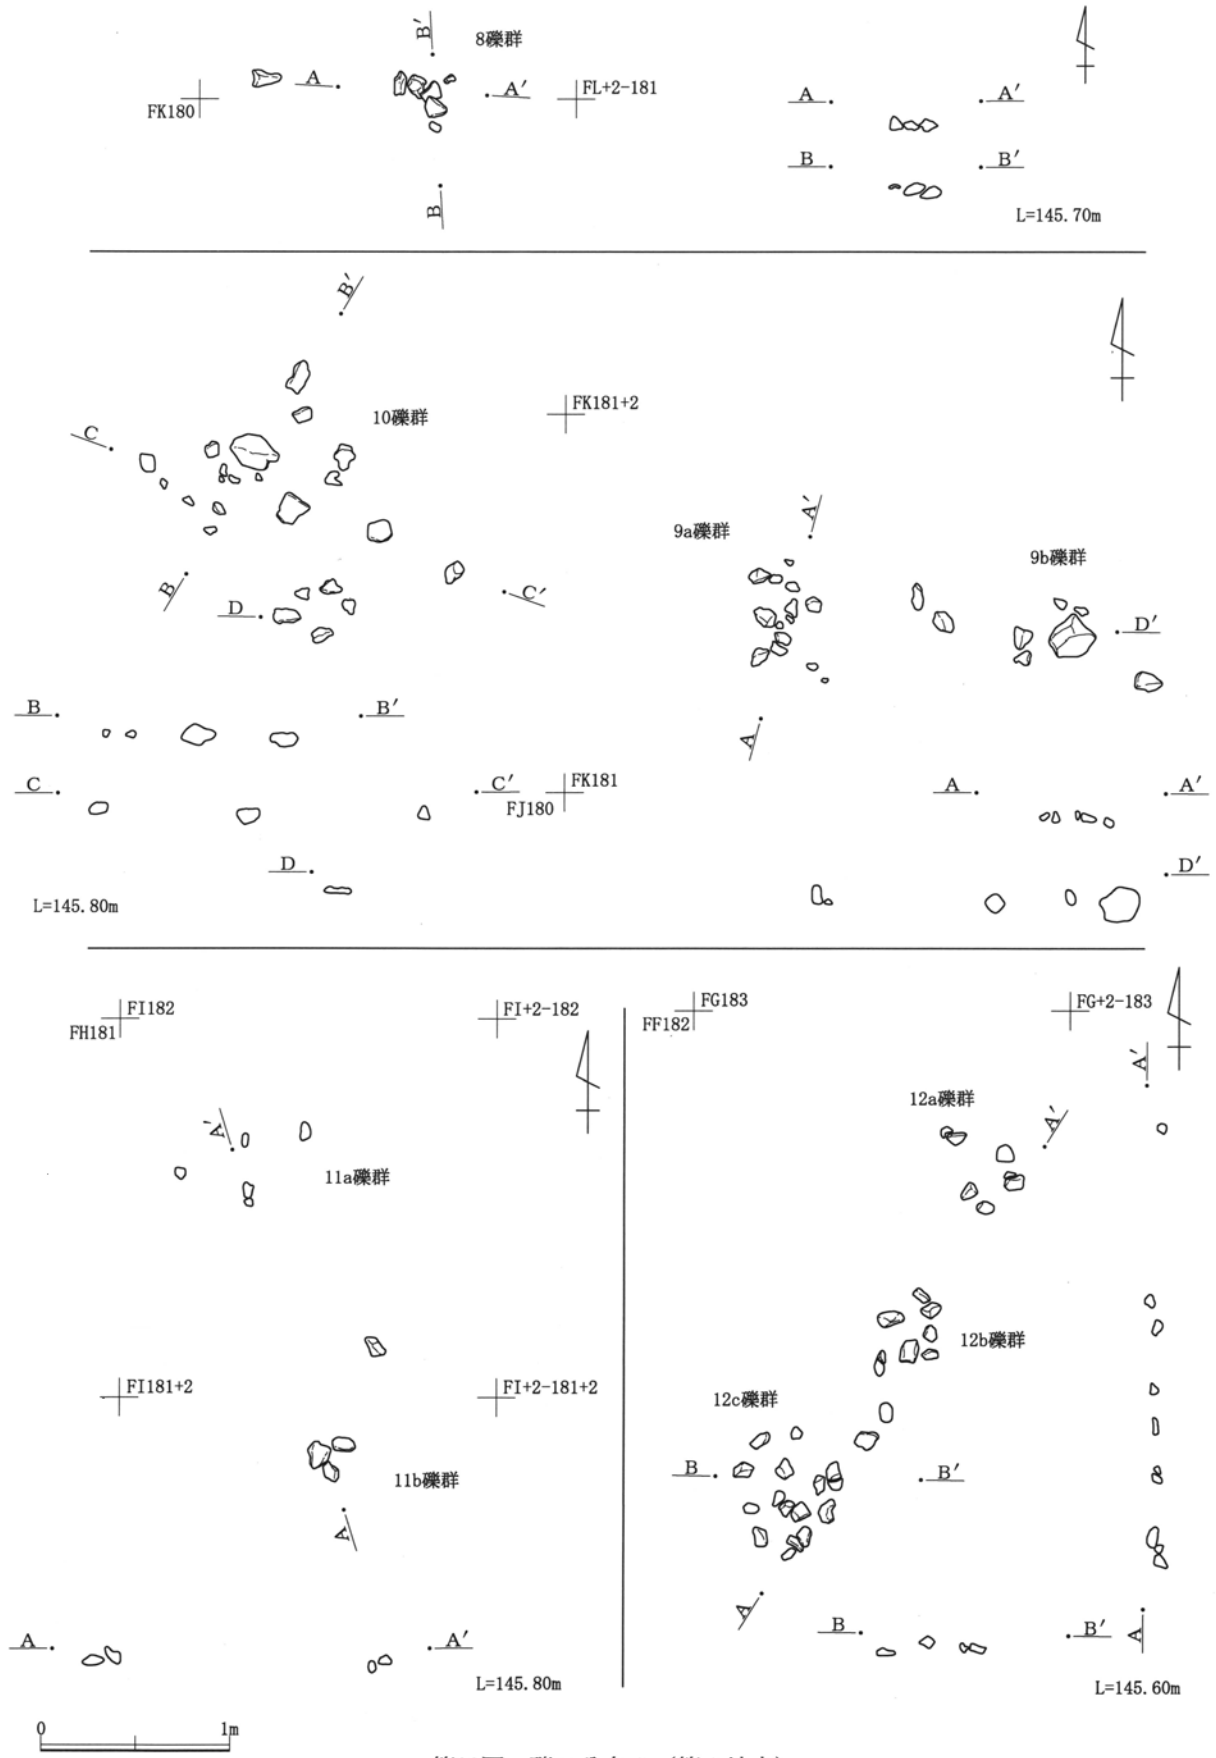 B′
8礫群
A
A′
FK180
FL+2-181
B
A
A′
B
B′
L=145.70m
B′
10礫群
C
FK181+2
A′
9a礫群
9b礫群
B
D
C′
D′
A
B
B′
C
C′
FK181
FJ180
A
A′
D
D′
L=145.80m
FI182
FH181
FI+2-182
A′
11a礫群
FI181+2
FI+2-181+2
11b礫群
A
A
A′
L=145.80m
FG183
FF182
FG+2-183
A′
12a礫群
A′
12b礫群
12c礫群
B
B′
A
B
B′
A
L=145.60m
0
1m